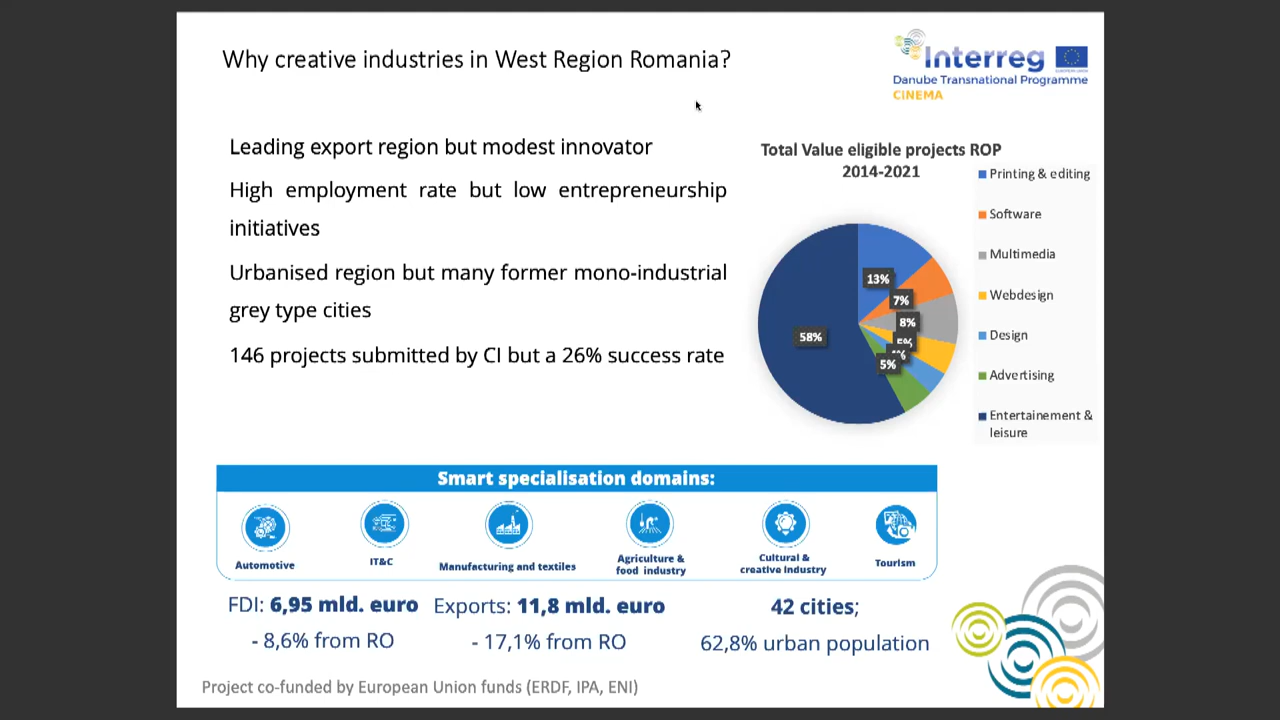 Why creative industries in West Region Romania?
Interreg
EUROPEAN UNION
Danube Transnational Programme
CINEMA
Leading export region but modest innovator
High employment rate but low entrepreneurship
initiatives
Urbanised region but many former mono-industrial
grey type cities
146 projects submitted by CI but a 26% success rate
Total Value eligible projects ROP
2014-2021
13%
7%
8%
5%
4%
5%
58%
Printing & editing
Software
Multimedia
Webdesign
Design
Advertising
Entertainement &
leisure
Smart specialisation domains:
Automotive
IT&C
Manufacturing and textiles
Agriculture &
food industry
Cultural &
creative industry
Tourism
FDI: 6,95 mld. euro
- 8,6% from RO
Exports: 11,8 mld. euro
- 17,1% from RO
42 cities;
62,8% urban population
Project co-funded by European Union funds (ERDF, IPA, ENI)